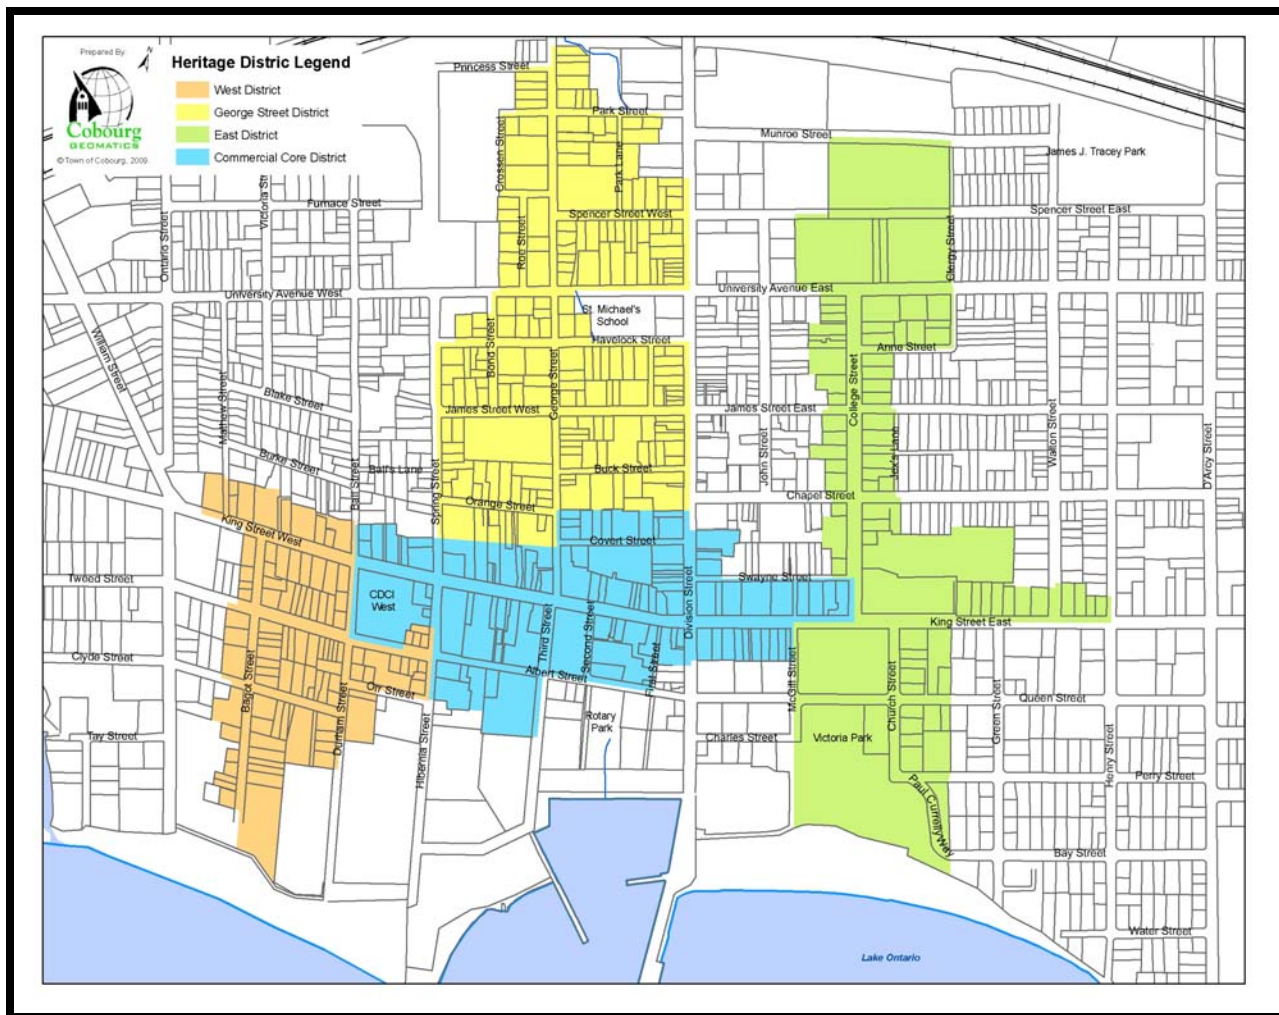 Prepared By:
N
Cobourg
GEOMATICS
© Town of Cobourg, 2009
Heritage Distric Legend
West District
George Street District
East District
Commercial Core District
Princess Street
Park Street
Munroe Street
James J. Tracey Park
Crossen Street
Park Lane
Victoria Str
Furnace Street
Spencer Street West
Spencer Street East
Ontario Street
Roe Street
Clergy Street
University Avenue West
University Avenue East
St. Michael's
School
Havelock Street
William Street
Bond Street
George Street
Anne Street
College Street
Blake Street
Mathew Street
James Street West
James Street East
John Street
Walton Street
D'Arcy Street
Burke Street
Ball's Lane
Ball Street
Spring Street
Buck Street
Jex's Lane
Orange Street
Chapel Street
King Street West
Covert Street
Tweed Street
CDCI
West
Swayne Street
Division Street
Third Street
Second Street
First Street
King Street East
Clyde Street
Bagot Street
Orr Street
Albert Street
McGill Street
Church Street
Queen Street
Green Street
Durham Street
Hibernia Street
Rotary
Park
Tay Street
Charles Street
Victoria Park
Henry Street
Perry Street
Paul Currelly Way
Bay Street
Water Street
Lake Ontario